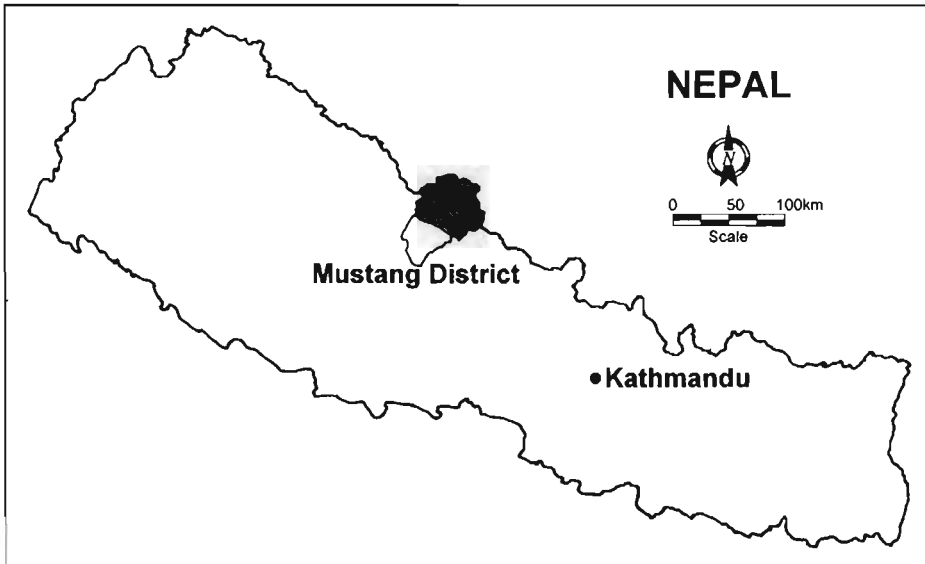 NEPAL
N
0 50 100km
Scale
Mustang District
Kathmandu